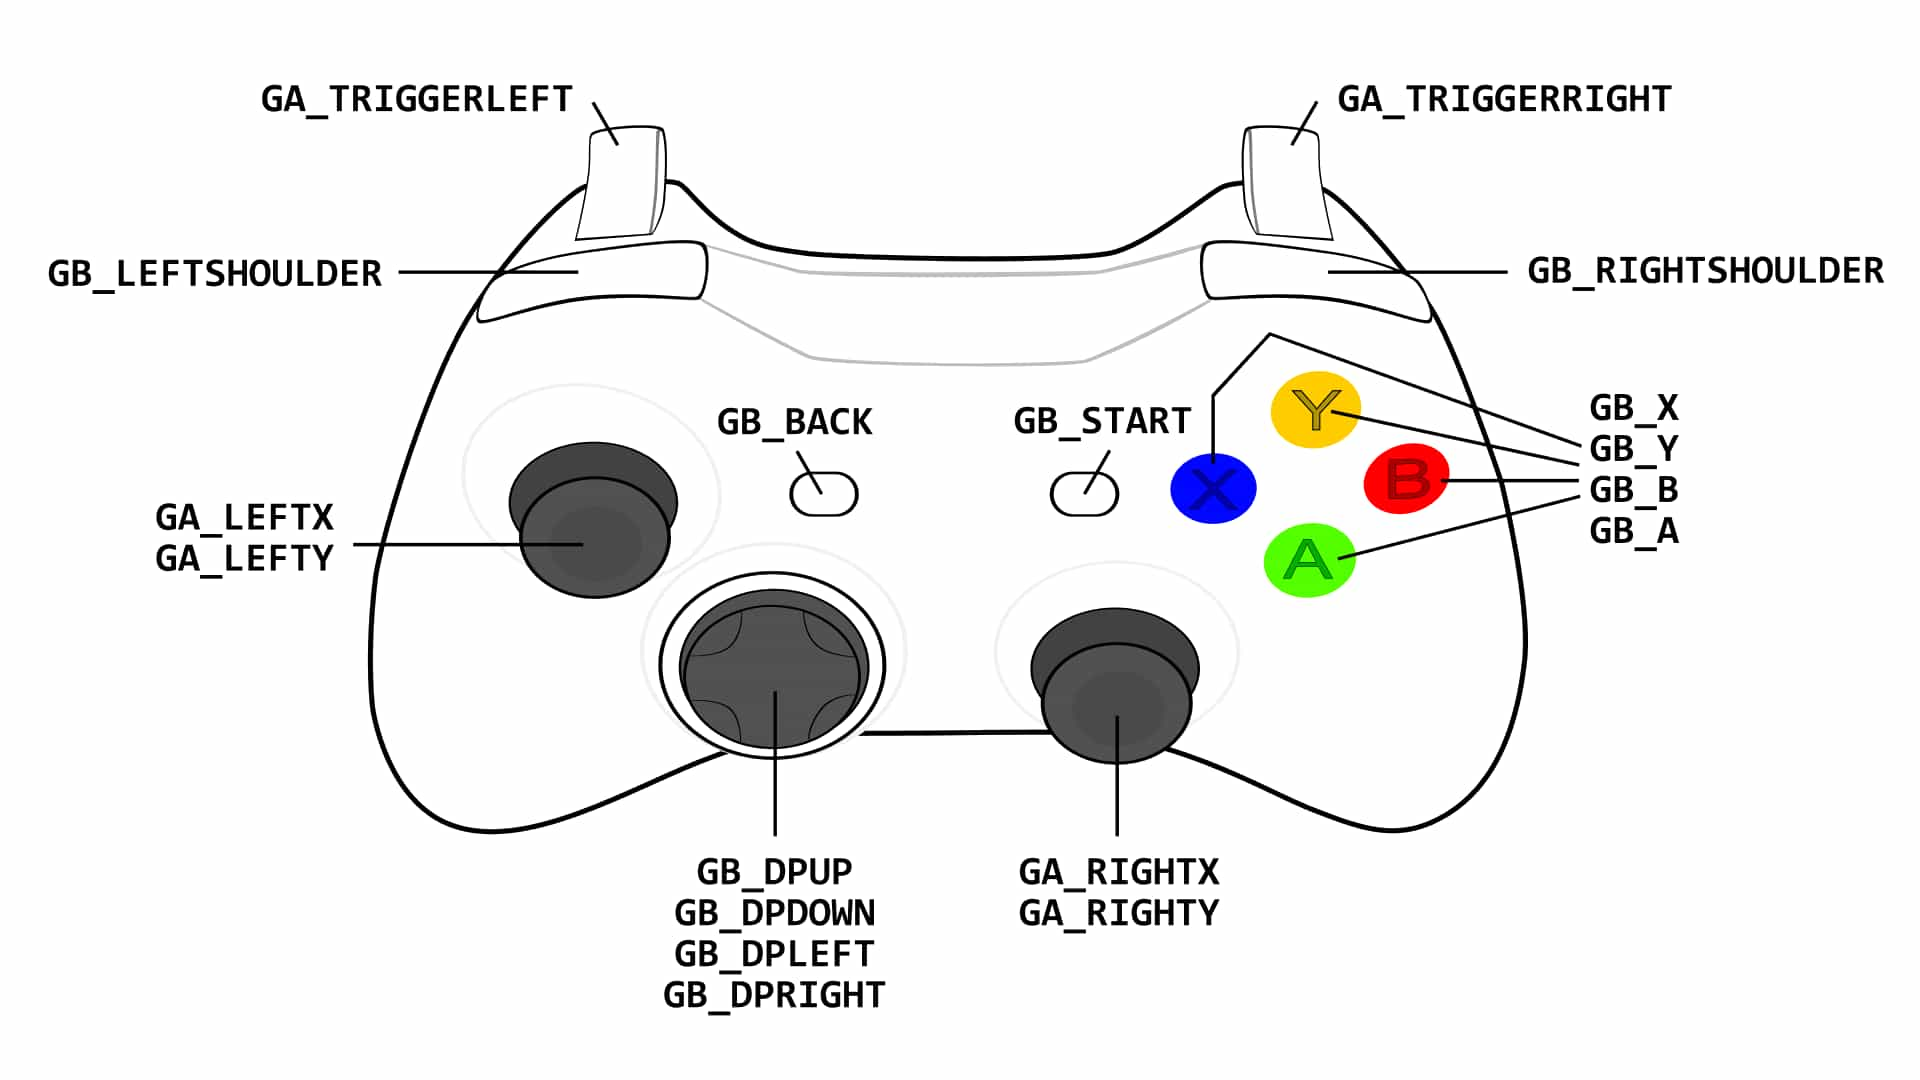 GA_TRIGGERLEFT
GA_TRIGGERRIGHT
GB_LEFTSHOULDER
GB_RIGHTSHOULDER
GB_BACK
GB_START
Y
X
B
A
GB_X
GB_Y
GB_B
GB_A
GA_LEFTX
GA_LEFTY
GB_DPUP
GB_DPDOWN
GB_DPLEFT
GB_DPRIGHT
GA_RIGHTX
GA_RIGHTY